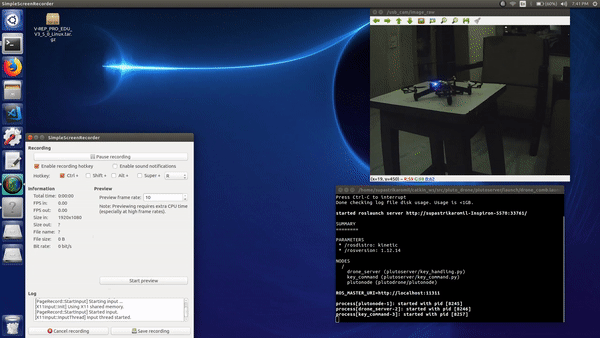 SimpleScreenRecorder
7:41 PM
V-REP_PRO_EDU_
V3_5_0_Linux.tar.
gz
/usb_cam/image_raw
SimpleScreenRecorder
Recording
Pause recording
Enable recording hotkey
Enable sound notifications
Hotkey:
Ctrl +
Shift +
Alt +
Super +
R
Information
Preview
Total time: 0:00:00
FPS in: 0.00
FPS out: 0.00
Size in: 1920x1080
Size out: ?
File name: ?
File size: 0 B
Bit rate: 0 bit/s
Preview frame rate: 10
Note: Previewing requires extra CPU time
(especially at high frame rates).
Start preview
Log
[PageRecord::StartInput] Starting input ...
[X11Input::Init] Using X11 shared memory.
[PageRecord::StartInput] Started input.
[X11Input::InputThread] Input thread started.
Cancel recording
Save recording
Press Ctrl-C to interrupt
Done checking log file disk usage. Usage is <1GB.
started roslaunch server http://supastrikaromil-Inspiron-5570:33761/
SUMMARY
========
PARAMETERS
* /rosdistro: kinetic
* /rosversion: 1.12.14
NODES
/
drone_server (plutoserver/key_handling.py)
key_command (plutoserver/key_command.py)
plutonode (plutodrone/plutonode)
ROS_MASTER_URI=http://localhost:11311
process[plutonode-1]: started with pid [8245]
process[drone_server-2]: started with pid [8246]
process[key_command-3]: started with pid [8257]